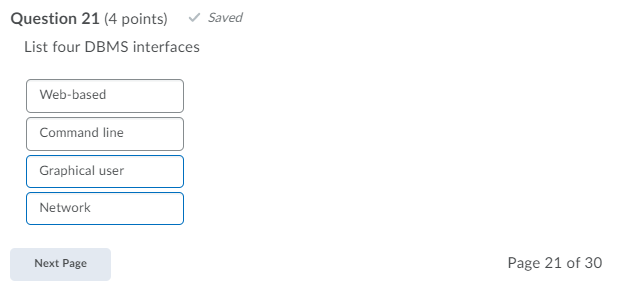 Question 21 (4 points) ✓ Saved
List four DBMS interfaces
Web-based
Command line
Graphical user
Network
Next Page
Page 21 of 30